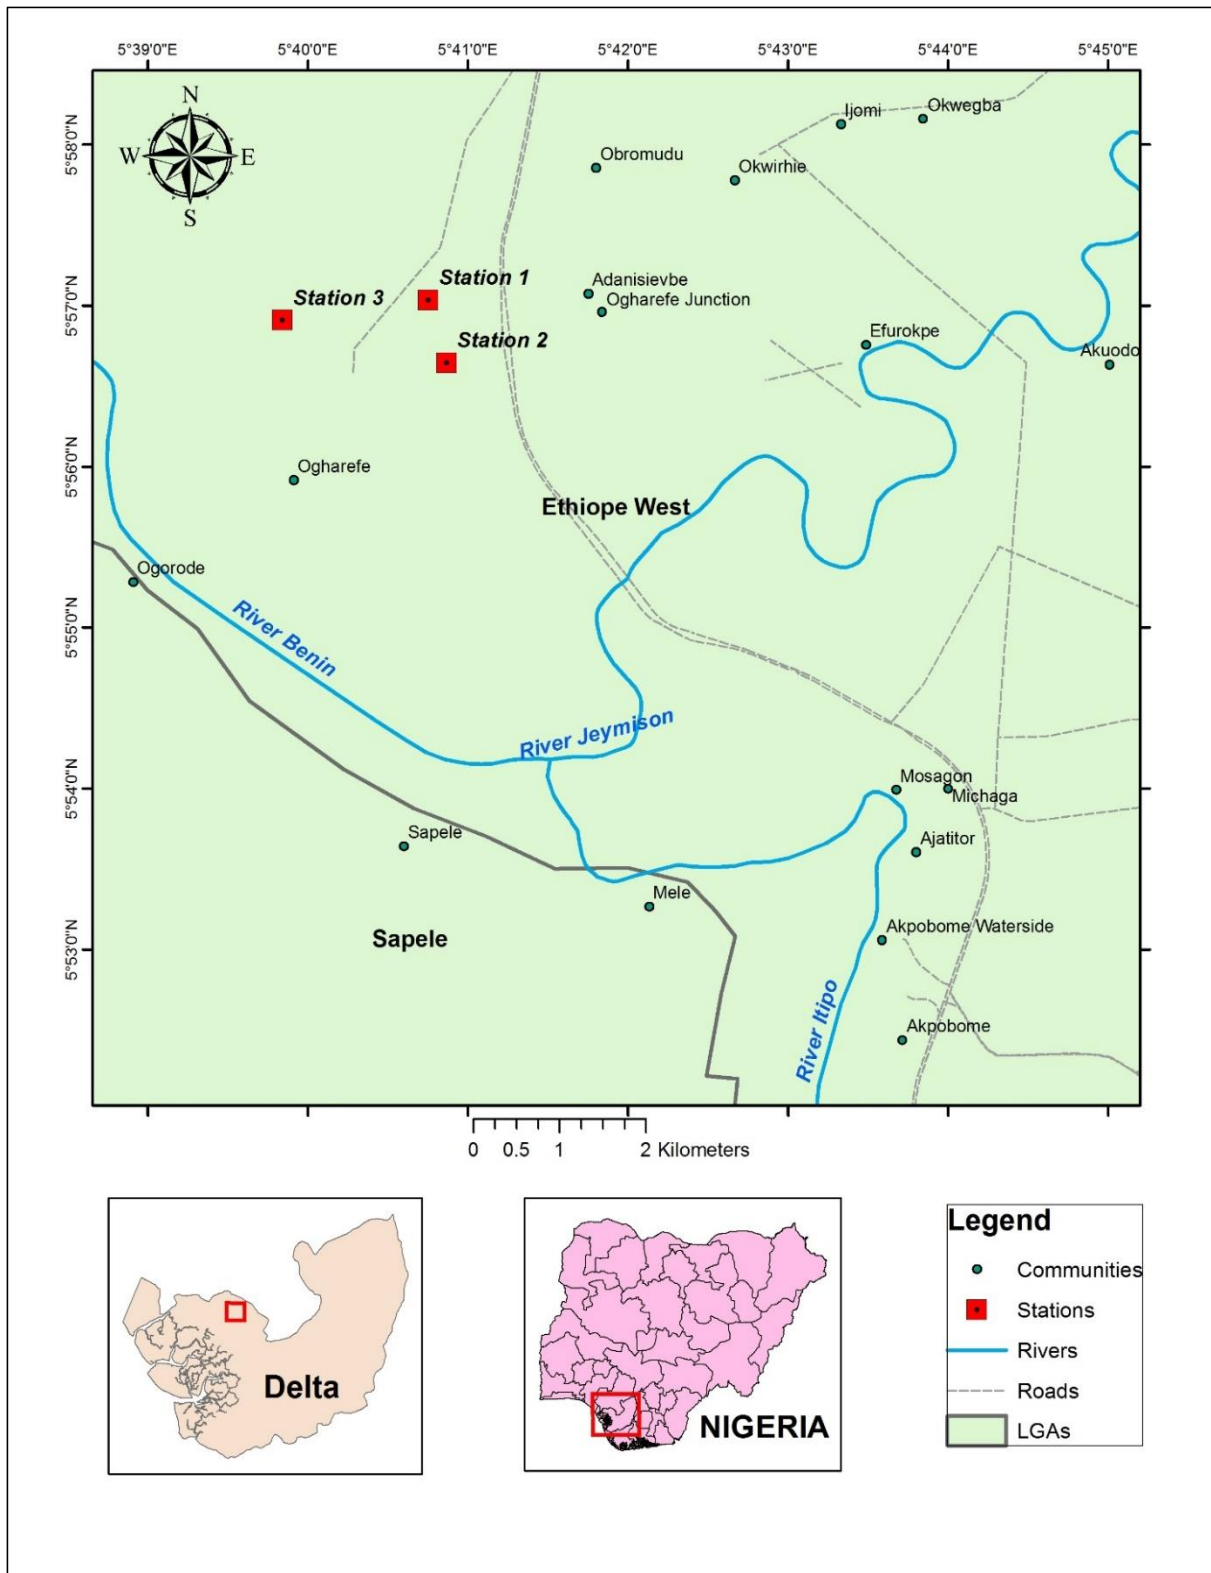 5°39'0"E 5°40'0"E 5°41'0"E 5°42'0"E 5°43'0"E 5°44'0"E 5°45'0"E
N
W E
S
5°58'0"N
5°57'0"N
5°56'0"N
5°55'0"N
5°54'0"N
5°53'0"N
Ijomi
Okwegba
Obromudu
Okwirhie
Station 1
Adanisievbe
Station 3
Ogharefe Junction
Station 2
Efurokpe
Akuodo
Ogharefe
Ethiope West
Ogorode
River Benin
River Jeymison
Mosagon
Michaga
Sapele
Ajatitor
Mele
Akpobome Waterside
Sapele
River Itipo
Akpobome
0 0.5 1 2 Kilometers
Delta
NIGERIA
Legend
Communities
Stations
Rivers
Roads
LGAs